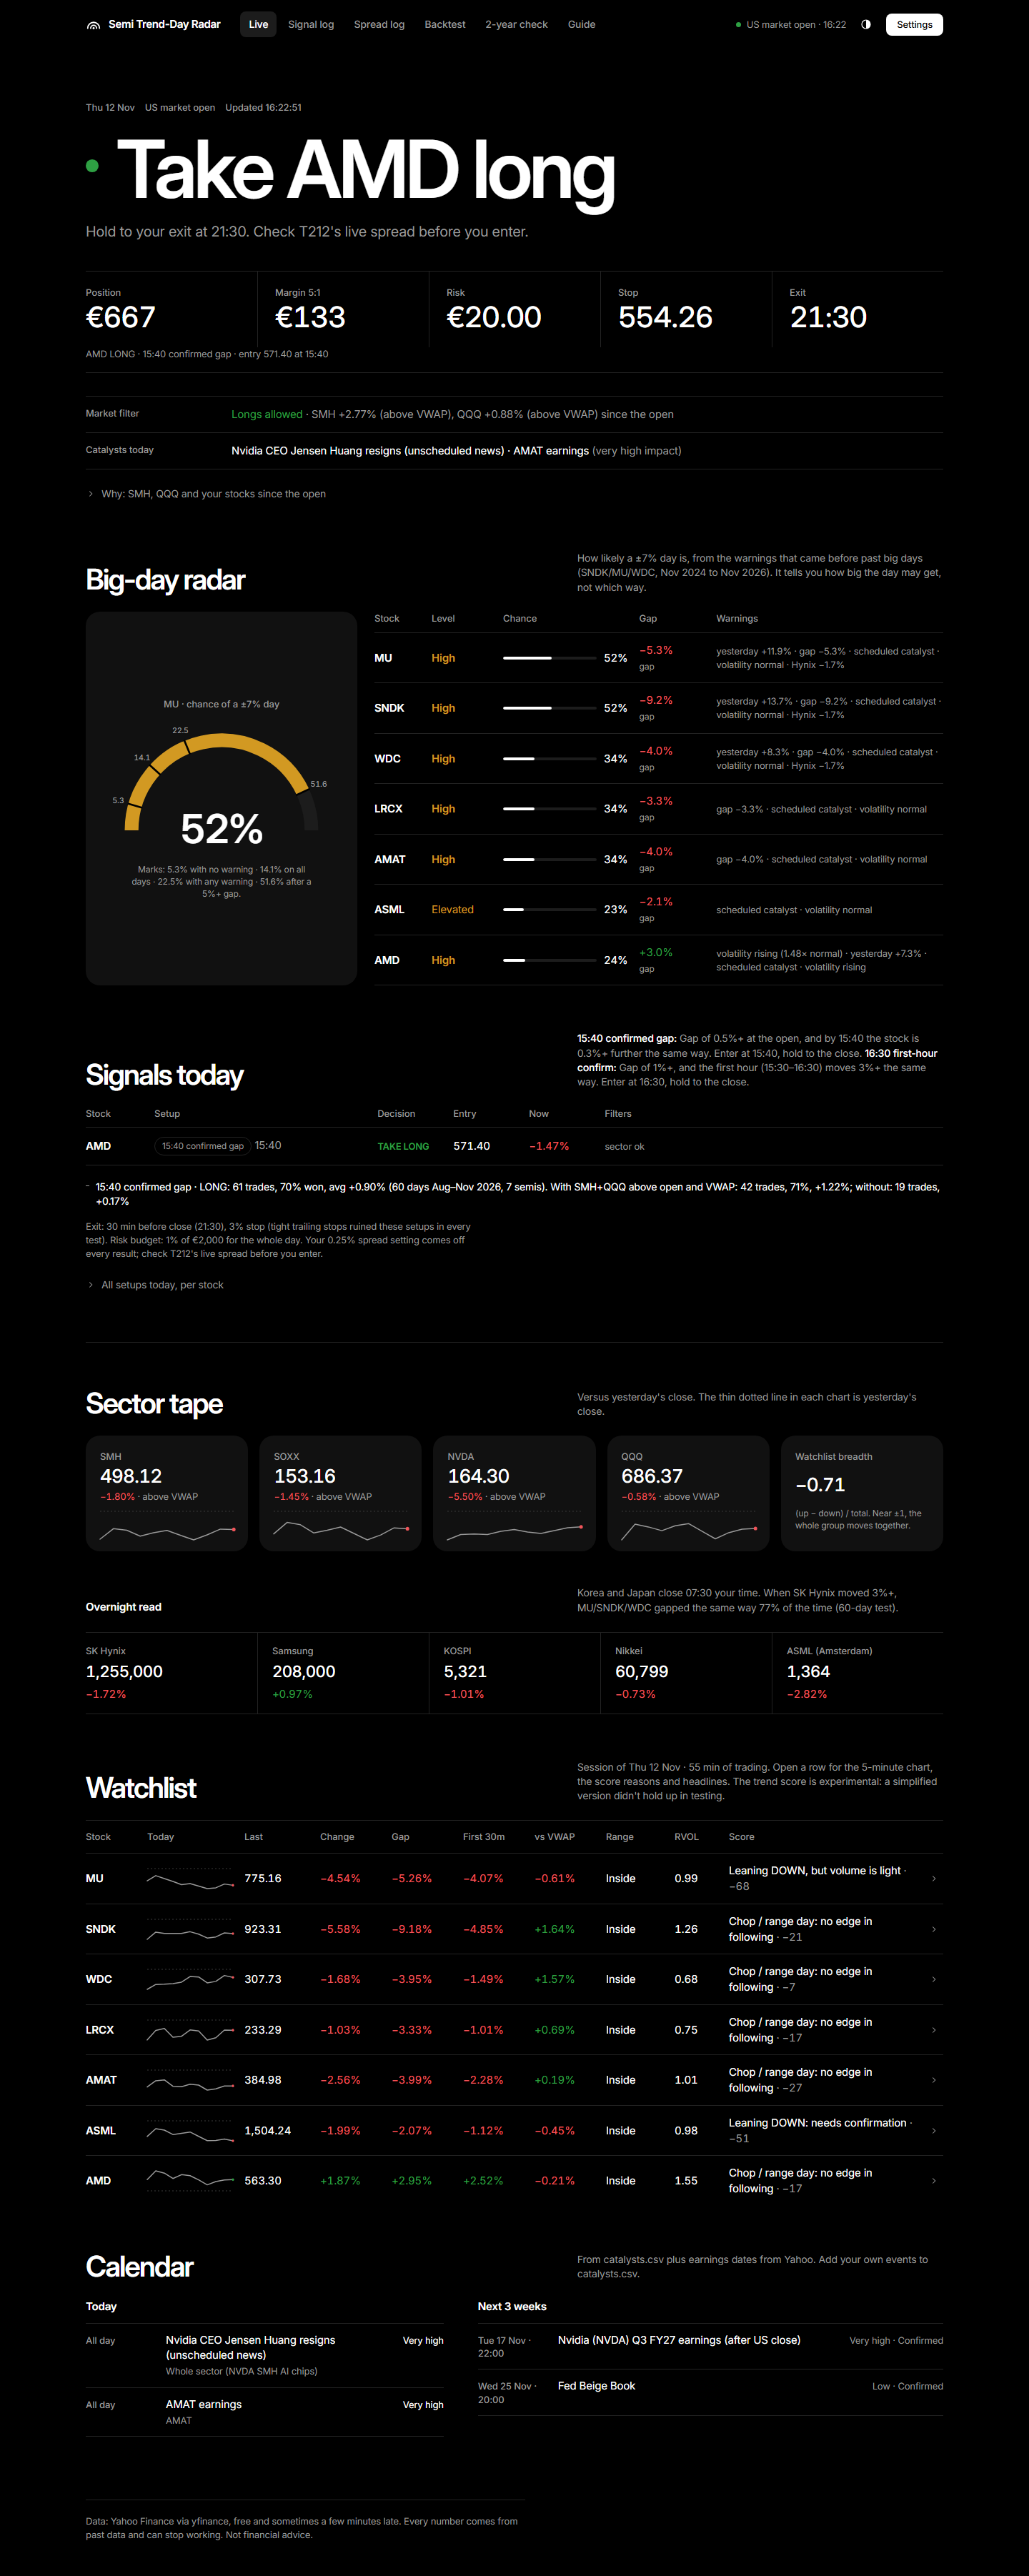 Semi Trend-Day Radar
Live
Signal log
Spread log
Backtest
2-year check
Guide
US market open · 16:22
Settings
Thu 12 Nov US market open Updated 16:22:51
Take AMD long
Hold to your exit at 21:30. Check T212's live spread before you enter.
Position
€667
Margin 5:1
€133
Risk
€20.00
Stop
554.26
Exit
21:30
AMD LONG · 15:40 confirmed gap · entry 571.40 at 15:40
Market filter
Longs allowed · SMH +2.77% (above VWAP), QQQ +0.88% (above VWAP) since the open
Catalysts today
Nvidia CEO Jensen Huang resigns (unscheduled news) · AMAT earnings (very high impact)
Why: SMH, QQQ and your stocks since the open
Big-day radar
How likely a ±7% day is, from the warnings that came before past big days
(SNDK/MU/WDC, Nov 2024 to Nov 2026). It tells you how big the day may get,
not which way.
MU · chance of a ±7% day
5.3
14.1
22.5
51.6
52%
Marks: 5.3% with no warning · 14.1% on all
days · 22.5% with any warning · 51.6% after a
5%+ gap.
Stock Level Chance Gap Warnings
MU High 52% −5.3% gap yesterday +11.9% · gap −5.3% · scheduled catalyst ·
volatility normal · Hynix −1.7%
SNDK High 52% −9.2% gap yesterday +13.7% · gap −9.2% · scheduled catalyst ·
volatility normal · Hynix −1.7%
WDC High 34% −4.0% gap yesterday +8.3% · gap −4.0% · scheduled catalyst ·
volatility normal · Hynix −1.7%
LRCX High 34% −3.3% gap gap −3.3% · scheduled catalyst · volatility normal
AMAT High 34% −4.0% gap gap −4.0% · scheduled catalyst · volatility normal
ASML Elevated 23% −2.1% gap scheduled catalyst · volatility normal
AMD High 24% +3.0% gap volatility rising (1.48× normal) · yesterday +7.3% ·
scheduled catalyst · volatility rising
Signals today
15:40 confirmed gap: Gap of 0.5%+ at the open, and by 15:40 the stock is
0.3%+ further the same way. Enter at 15:40, hold to the close. 16:30 first-hour
confirm: Gap of 1%+, and the first hour (15:30–16:30) moves 3%+ the same
way. Enter at 16:30, hold to the close.
Stock Setup Decision Entry Now Filters
AMD 15:40 confirmed gap 15:40 TAKE LONG 571.40 −1.47% sector ok
– 15:40 confirmed gap · LONG: 61 trades, 70% won, avg +0.90% (60 days Aug–Nov 2026, 7 semis). With SMH+QQQ above open and VWAP: 42 trades, 71%, +1.22%; without: 19 trades,
+0.17%
Exit: 30 min before close (21:30), 3% stop (tight trailing stops ruined these setups in every
test). Risk budget: 1% of €2,000 for the whole day. Your 0.25% spread setting comes off
every result; check T212's live spread before you enter.
All setups today, per stock
Sector tape
Versus yesterday's close. The thin dotted line in each chart is yesterday's
close.
SMH
498.12
−1.80% · above VWAP
SOXX
153.16
−1.45% · above VWAP
NVDA
164.30
−5.50% · above VWAP
QQQ
686.37
−0.58% · above VWAP
Watchlist breadth
−0.71
(up − down) / total. Near ±1, the
whole group moves together.
Overnight read
Korea and Japan close 07:30 your time. When SK Hynix moved 3%+,
MU/SNDK/WDC gapped the same way 77% of the time (60-day test).
SK Hynix
1,255,000
−1.72%
Samsung
208,000
+0.97%
KOSPI
5,321
−1.01%
Nikkei
60,799
−0.73%
ASML (Amsterdam)
1,364
−2.82%
Watchlist
Session of Thu 12 Nov · 55 min of trading. Open a row for the 5-minute chart,
the score reasons and headlines. The trend score is experimental: a simplified
version didn't hold up in testing.
Stock Today Last Change Gap First 30m vs VWAP Range RVOL Score
MU 775.16 −4.54% −5.26% −4.07% −0.61% Inside 0.99 Leaning DOWN, but volume is light ·
−68
SNDK 923.31 −5.58% −9.18% −4.85% +1.64% Inside 1.26 Chop / range day: no edge in
following · −21
WDC 307.73 −1.68% −3.95% −1.49% +1.57% Inside 0.68 Chop / range day: no edge in
following · −7
LRCX 233.29 −1.03% −3.33% −1.01% +0.69% Inside 0.75 Chop / range day: no edge in
following · −17
AMAT 384.98 −2.56% −3.99% −2.28% +0.19% Inside 1.01 Chop / range day: no edge in
following · −27
ASML 1,504.24 −1.99% −2.07% −1.12% −0.45% Inside 0.98 Leaning DOWN: needs confirmation ·
−51
AMD 563.30 +1.87% +2.95% +2.52% −0.21% Inside 1.55 Chop / range day: no edge in
following · −17
Calendar
From catalysts.csv plus earnings dates from Yahoo. Add your own events to
catalysts.csv.
Today
All day Nvidia CEO Jensen Huang resigns Very high
(unscheduled news)
Whole sector (NVDA SMH AI chips)
All day AMAT earnings Very high
AMAT
Next 3 weeks
Tue 17 Nov · Nvidia (NVDA) Q3 FY27 earnings (after US close) Very high · Confirmed
22:00
Wed 25 Nov · Fed Beige Book Low · Confirmed
20:00
Data: Yahoo Finance via yfinance, free and sometimes a few minutes late. Every number comes from
past data and can stop working. Not financial advice.